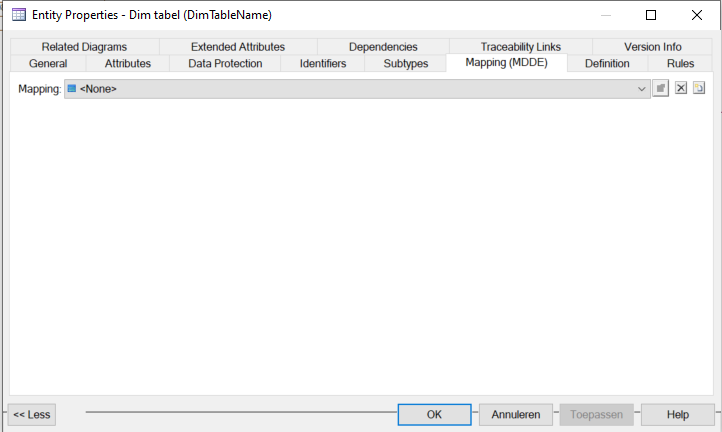 Entity Properties - Dim tabel (DimTableName)
Related Diagrams Extended Attributes Dependencies Traceability Links Version Info
General Attributes Data Protection Identifiers Subtypes Mapping (MDDE) Definition Rules
Mapping: <None>
<< Less OK Annuleren Toepassen Help